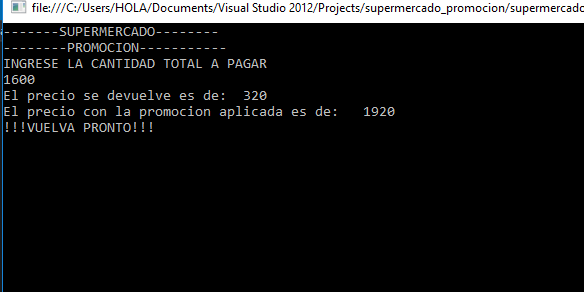 file:///C:/Users/HOLA/Documents/Visual Studio 2012/Projects/supermercado_promocion/supermercado
-------SUPERMERCADO--------
--------PROMOCION-----------
INGRESE LA CANTIDAD TOTAL A PAGAR
1600
El precio se devuelve es de:  320
El precio con la promocion aplicada es de:   1920
!!!VUELVA PRONTO!!!